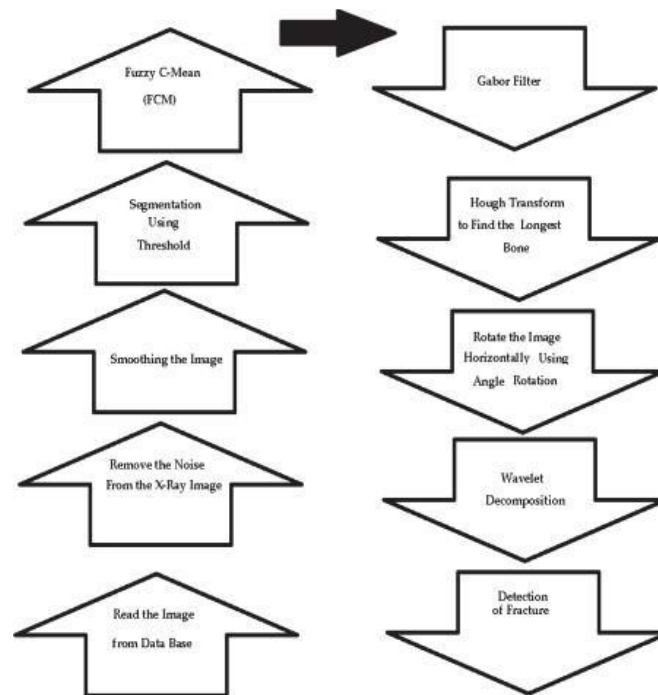 Fuzzy C-Mean
(FCM)
Segmentation
Using
Threshold
Smoothing the Image
Remove the Noise
From the X-Ray Image
Read the Image
from Data Base
Gabor Filter
Hough Transform
to Find the Longest
Bone
Rotate the Image
Horizontally Using
Angle Rotation
Wavelet
Decomposition
Detection
of Fracture